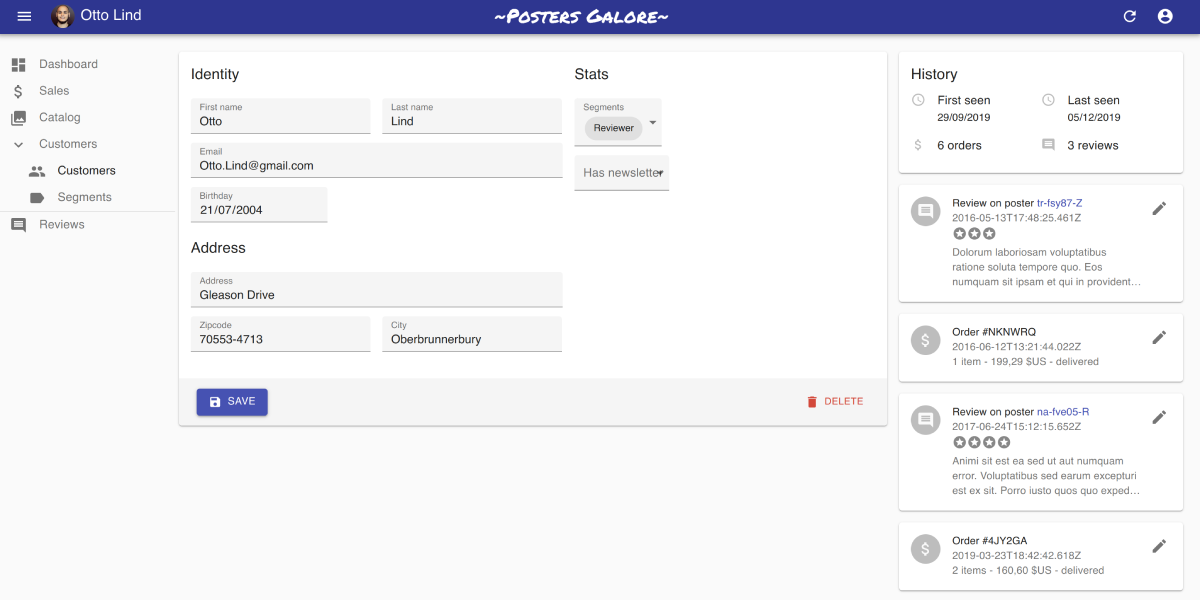 Otto Lind
~Posters Galore~
Dashboard
Sales
Catalog
Customers
Customers
Segments
Reviews
Identity
First name
Otto
Last name
Lind
Email
Otto.Lind@gmail.com
Birthday
21/07/2004
Address
Address
Gleason Drive
Zipcode
70553-4713
City
Oberbrunnerbury
Stats
Segments
Reviewer
Has newsletter
SAVE
DELETE
History
First seen
29/09/2019
Last seen
05/12/2019
6 orders
3 reviews
Review on poster tr-fsy87-Z
2016-05-13T17:48:25.461Z
Dolorum laboriosam voluptatibus
ratione soluta tempore quo. Eos
numquam sit ipsam et qui in provident…
Order #NKNWRQ
2016-06-12T13:21:44.022Z
1 item - 199,29 $US - delivered
Review on poster na-fve05-R
2017-06-24T15:12:15.652Z
Animi sit est ea sed ut aut numquam
error. Voluptatibus sed earum excepturi
est ex sit. Porro iusto quos quo exped…
Order #4JY2GA
2019-03-23T18:42:42.618Z
2 items - 160,60 $US - delivered